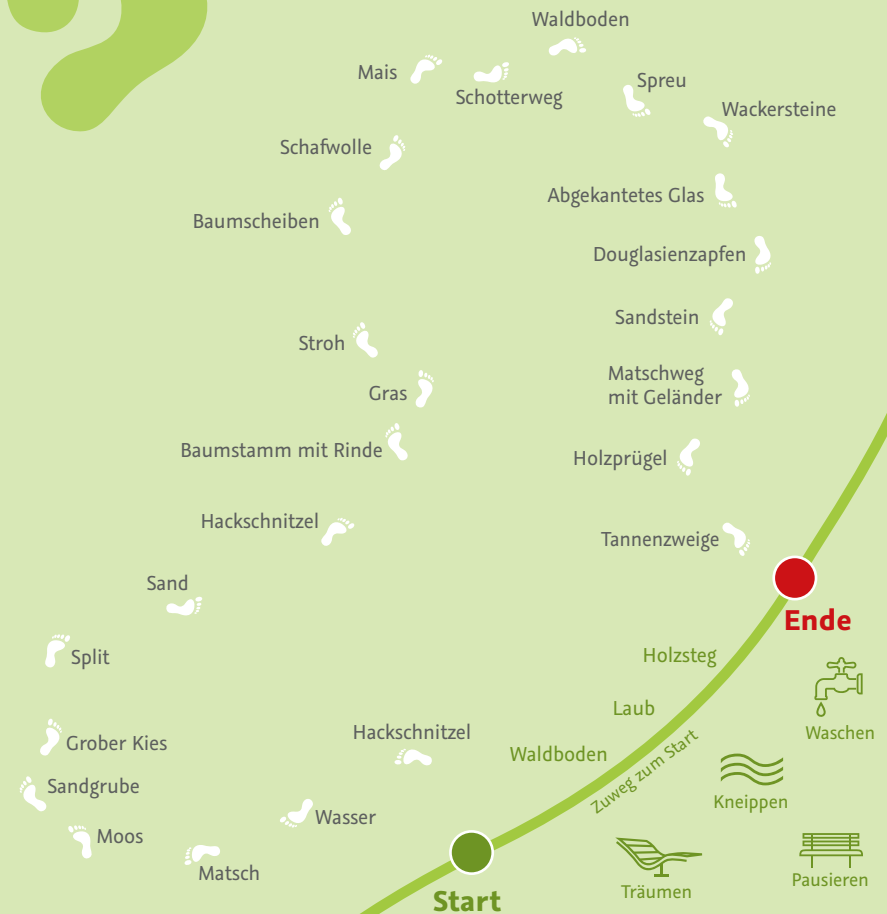 Waldboden
Mais
Schotterweg
Spreu
Wackersteine
Schafwolle
Abgekantetes Glas
Baumscheiben
Douglasienzapfen
Sandstein
Stroh
Matschweg
mit Geländer
Gras
Baumstamm mit Rinde
Holzprügel
Hackschnitzel
Tannenzweige
Sand
Ende
Split
Holzsteg
Laub
Waschen
Hackschnitzel
Grober Kies
Waldboden
Zuweg zum Start
Sandgrube
Kneippen
Wasser
Moos
Matsch
Träumen
Pausieren
Start